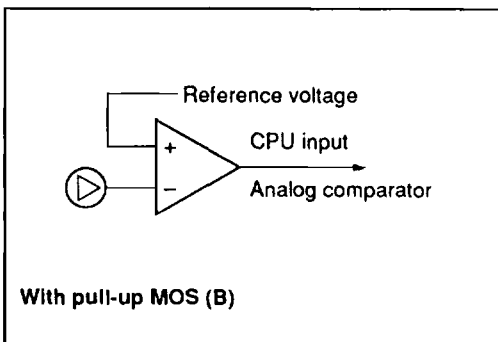 Reference voltage
+
CPU input
−
Analog comparator
With pull-up MOS (B)